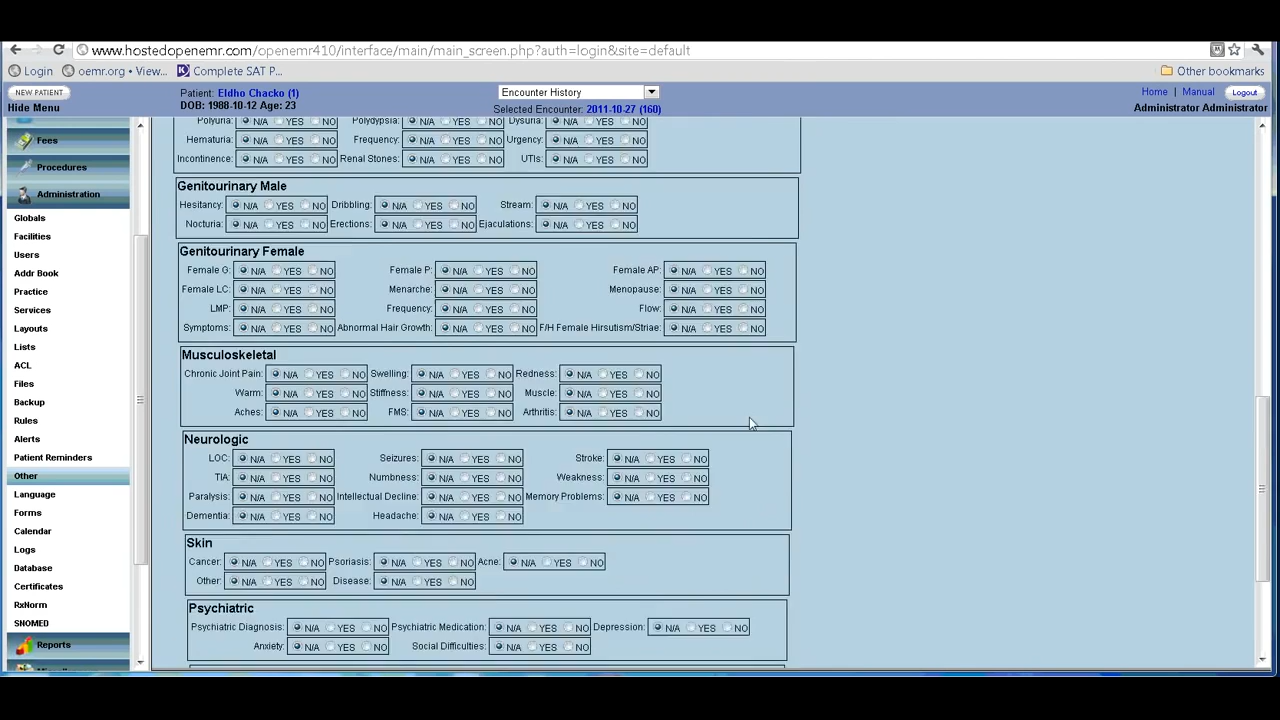 www.hostedopenemr.com/openemr410/interface/main/main_screen.php?auth=login&site=default
Login oemr.org • View... Complete SAT P... Other bookmarks
NEW PATIENT Patient: Eldho Chacko (1) Encounter History Home | Manual Logout
Hide Menu DOB: 1988-10-12 Age: 23 Selected Encounter: 2011-10-27 (160) Administrator Administrator
Fees
Procedures
Administration
Globals
Facilities
Users
Addr Book
Practice
Services
Layouts
Lists
ACL
Files
Backup
Rules
Alerts
Patient Reminders
Other
Language
Forms
Calendar
Logs
Database
Certificates
RxNorm
SNOMED
Reports
Polyuria: N/A YES NO Polydypsia: N/A YES NO Dysuria: N/A YES NO
Hematuria: N/A YES NO Frequency: N/A YES NO Urgency: N/A YES NO
Incontinence: N/A YES NO Renal Stones: N/A YES NO UTIs: N/A YES NO
Genitourinary Male
Hesitancy: N/A YES NO Dribbling: N/A YES NO Stream: N/A YES NO
Nocturia: N/A YES NO Erections: N/A YES NO Ejaculations: N/A YES NO
Genitourinary Female
Female G: N/A YES NO Female P: N/A YES NO Female AP: N/A YES NO
Female LC: N/A YES NO Menarche: N/A YES NO Menopause: N/A YES NO
LMP: N/A YES NO Frequency: N/A YES NO Flow: N/A YES NO
Symptoms: N/A YES NO Abnormal Hair Growth: N/A YES NO F/H Female Hirsutism/Striae: N/A YES NO
Musculoskeletal
Chronic Joint Pain: N/A YES NO Swelling: N/A YES NO Redness: N/A YES NO
Warm: N/A YES NO Stiffness: N/A YES NO Muscle: N/A YES NO
Aches: N/A YES NO FMS: N/A YES NO Arthritis: N/A YES NO
Neurologic
LOC: N/A YES NO Seizures: N/A YES NO Stroke: N/A YES NO
TIA: N/A YES NO Numbness: N/A YES NO Weakness: N/A YES NO
Paralysis: N/A YES NO Intellectual Decline: N/A YES NO Memory Problems: N/A YES NO
Dementia: N/A YES NO Headache: N/A YES NO
Skin
Cancer: N/A YES NO Psoriasis: N/A YES NO Acne: N/A YES NO
Other: N/A YES NO Disease: N/A YES NO
Psychiatric
Psychiatric Diagnosis: N/A YES NO Psychiatric Medication: N/A YES NO Depression: N/A YES NO
Anxiety: N/A YES NO Social Difficulties: N/A YES NO